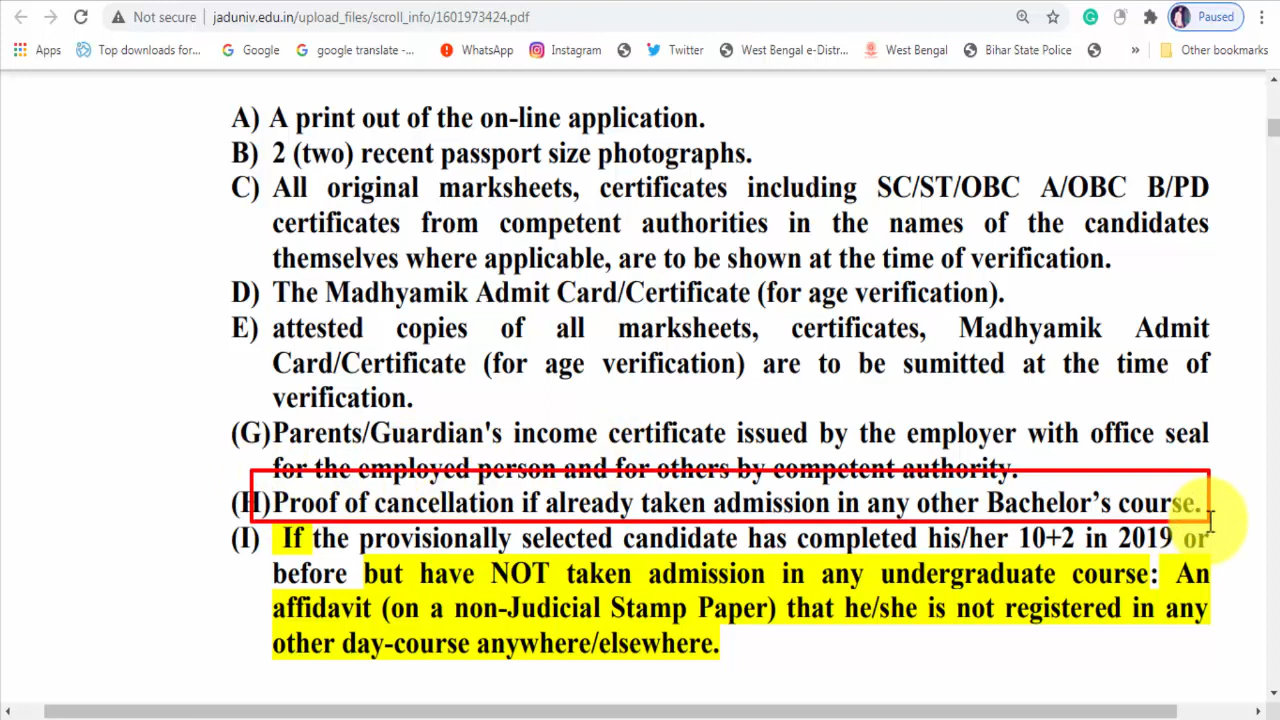 Not secure | jaduniv.edu.in/upload_files/scroll_info/1601973424.pdf Paused
Apps Top downloads for... Google google translate -... WhatsApp Instagram Twitter West Bengal e-Distr... West Bengal Bihar State Police » Other bookmarks
A) A print out of the on-line application.
B) 2 (two) recent passport size photographs.
C) All original marksheets, certificates including SC/ST/OBC A/OBC B/PD
certificates from competent authorities in the names of the candidates
themselves where applicable, are to be shown at the time of verification.
D) The Madhyamik Admit Card/Certificate (for age verification).
E) attested copies of all marksheets, certificates, Madhyamik Admit
Card/Certificate (for age verification) are to be sumitted at the time of
verification.
(G)Parents/Guardian's income certificate issued by the employer with office seal
for the employed person and for others by competent authority.
(H)Proof of cancellation if already taken admission in any other Bachelor’s course.
(I) If the provisionally selected candidate has completed his/her 10+2 in 2019 or
before but have NOT taken admission in any undergraduate course: An
affidavit (on a non-Judicial Stamp Paper) that he/she is not registered in any
other day-course anywhere/elsewhere.